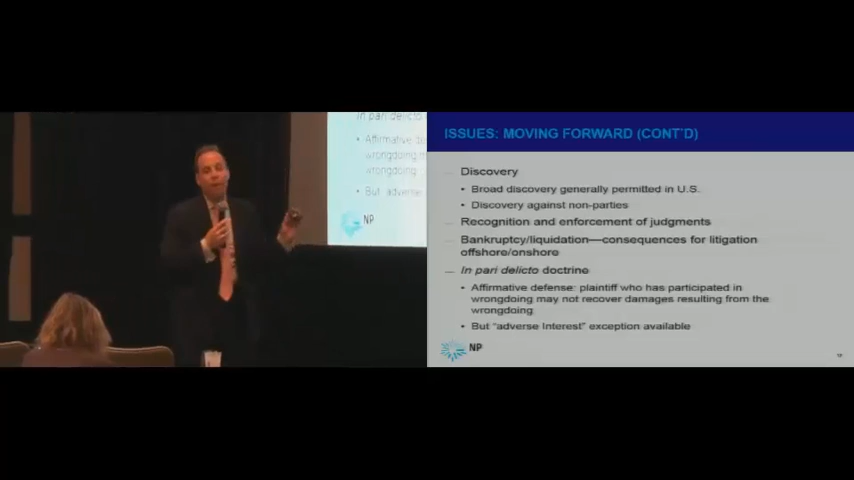 In pari delicto
Affirmative de
wrongdoing m
wrongdoing
But adverse
NP
ISSUES: MOVING FORWARD (CONT'D)
– Discovery
• Broad discovery generally permitted in U.S.
• Discovery against non-parties
– Recognition and enforcement of judgments
– Bankruptcy/liquidation—consequences for litigation
offshore/onshore
– In pari delicto doctrine
• Affirmative defense: plaintiff who has participated in
wrongdoing may not recover damages resulting from the
wrongdoing
• But "adverse Interest" exception available
NP